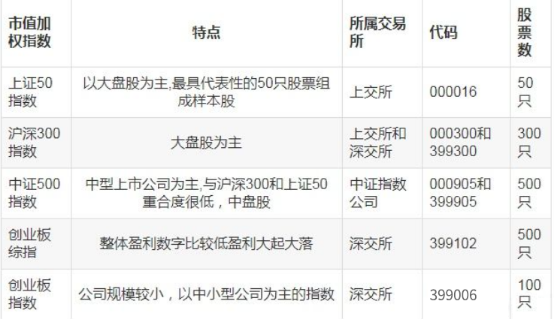 市值加权指数 特点 所属交易所 代码 股票数
上证50指数 以大盘股为主,最具代表性的50只股票组成样本股 上交所 000016 50只
沪深300指数 大盘股为主 上交所和深交所 000300和399300 300只
中证500指数 中型上市公司为主,与沪深300和上证50重合度很低，中盘股 中证指数公司 000905和399905 500只
创业板综指 整体盈利数字比较低盈利大起大落 深交所 399102 500只
创业板指数 公司规模较小，以中小型公司为主的指数 深交所 399006 100只